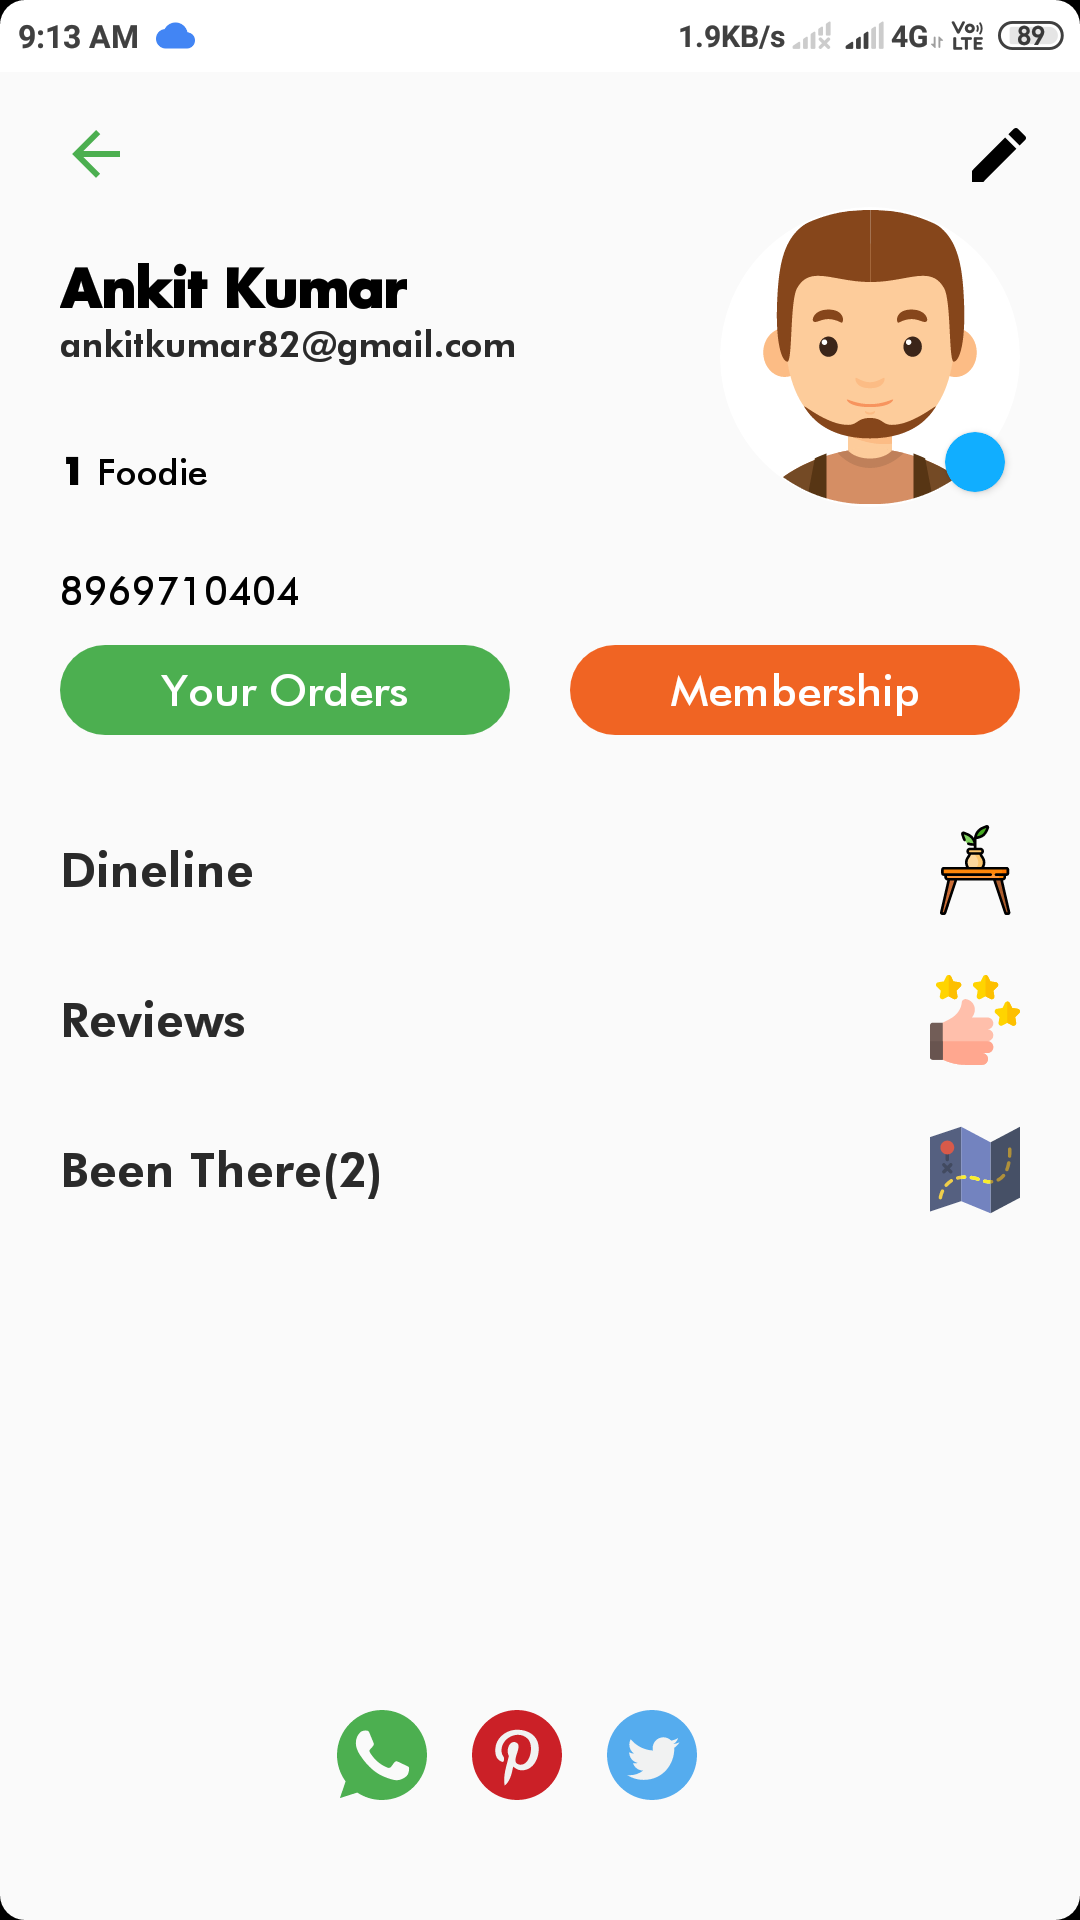 9:13 AM 1.9KB/s 4G Vo LTE 89
Ankit Kumar
ankitkumar82@gmail.com
1 Foodie
8969710404
Your Orders Membership
Dineline
Reviews
Been There(2)